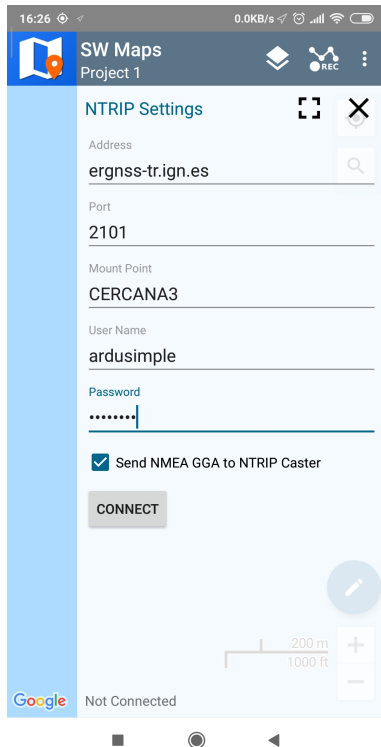 16:26 0.0KB/s
SW Maps
Project 1
REC
NTRIP Settings
Address
ergnss-tr.ign.es
Port
2101
Mount Point
CERCANA3
User Name
ardusimple
Password
••••••••
Send NMEA GGA to NTRIP Caster
CONNECT
200 m
1000 ft
Google
Not Connected